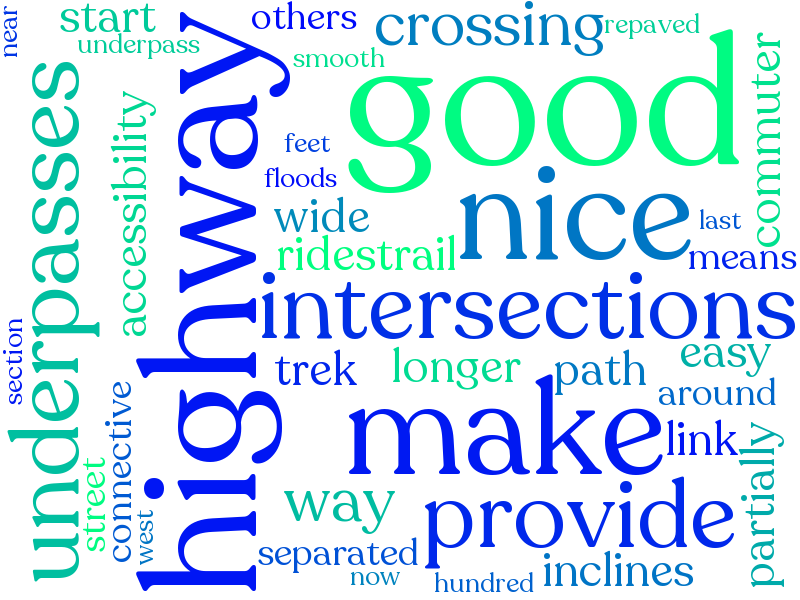 near
start
underpass
others
smooth
crossing
repaved
good
underpasses
accessibility
highway
feet
floods
wide
nice
commuter
last
means
ridestrail
intersections
section
connective
trek
longer
path
easy
around
make
link
street
west
way
provide
partially
separated
now
hundred
inclines